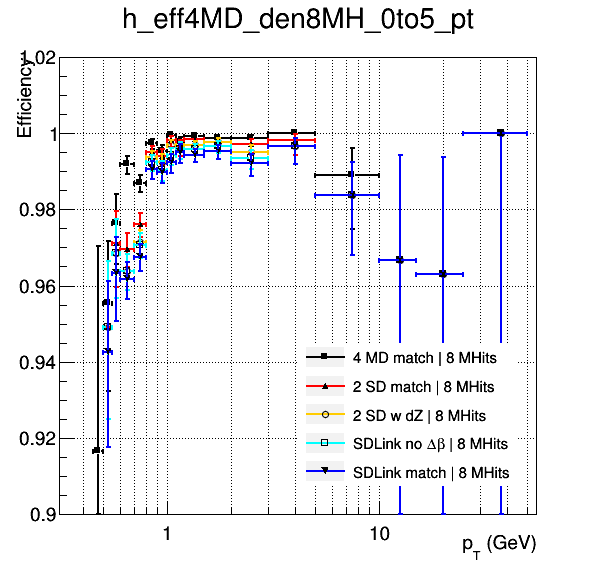 h_eff4MD_den8MH_0to5_pt
Efficiency
1.02
1
0.98
0.96
0.94
0.92
0.9
4 MD match | 8 MHits
2 SD match | 8 MHits
2 SD w dZ | 8 MHits
SDLink no Δβ | 8 MHits
SDLink match | 8 MHits
1
10
p_T (GeV)